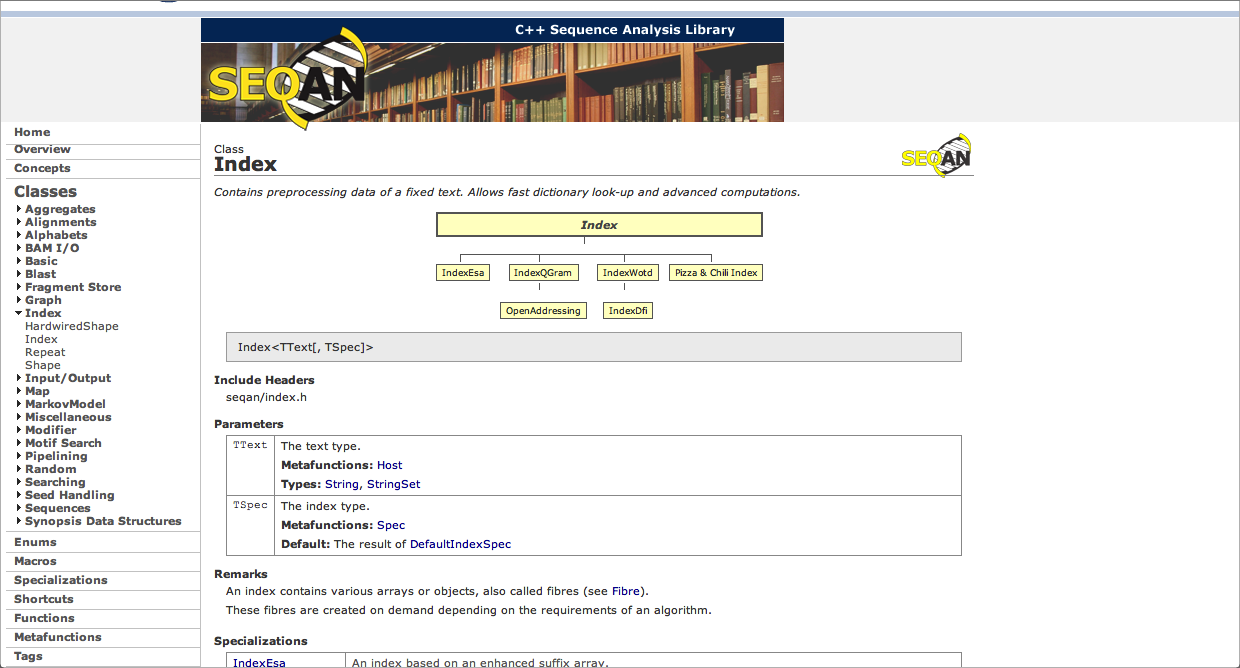 C++ Sequence Analysis Library
SEQAN
Home
Overview
Concepts
Classes
Aggregates
Alignments
Alphabets
BAM I/O
Basic
Blast
Fragment Store
Graph
Index
HardwiredShape
Index
Repeat
Shape
Input/Output
Map
MarkovModel
Miscellaneous
Modifier
Motif Search
Pipelining
Random
Searching
Seed Handling
Sequences
Synopsis Data Structures
Enums
Macros
Specializations
Shortcuts
Functions
Metafunctions
Tags
Class
Index
SEQAN
Contains preprocessing data of a fixed text. Allows fast dictionary look-up and advanced computations.
Index
IndexEsa IndexQGram IndexWotd Pizza & Chili Index
OpenAddressing IndexDfi
Index<TText[, TSpec]>
Include Headers
seqan/index.h
Parameters
TText The text type.
Metafunctions: Host
Types: String, StringSet
TSpec The index type.
Metafunctions: Spec
Default: The result of DefaultIndexSpec
Remarks
An index contains various arrays or objects, also called fibres (see Fibre).
These fibres are created on demand depending on the requirements of an algorithm.
Specializations
IndexEsa An index based on an enhanced suffix array.